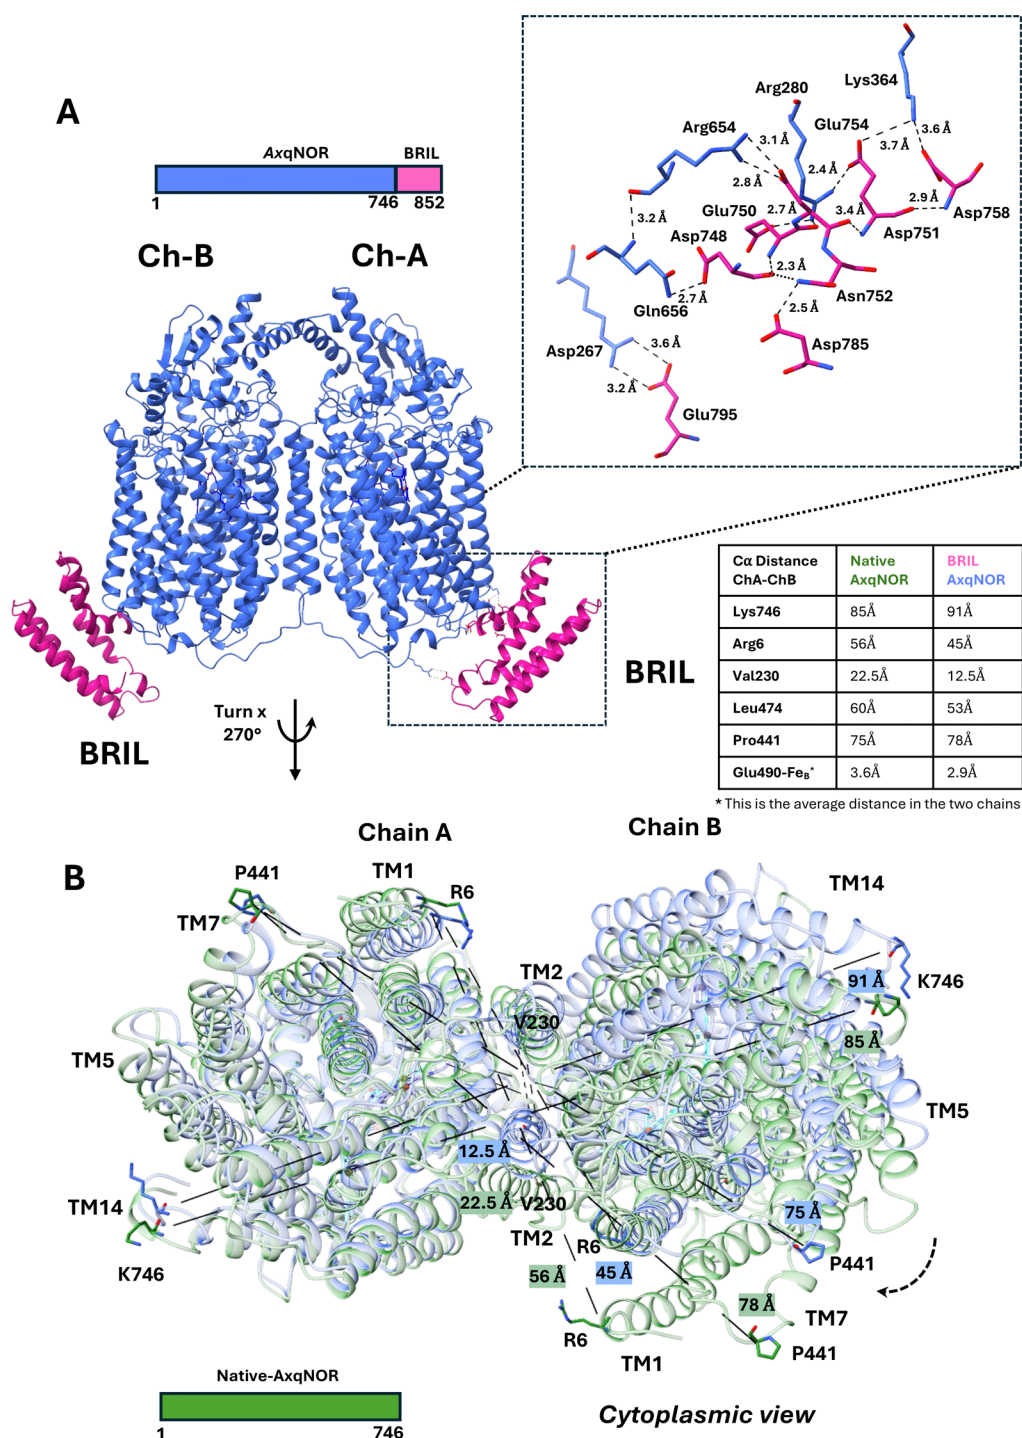 A
AxqNOR
BRIL
1
746
852
Ch-B
Ch-A
Lys364
Arg280
Arg654
Glu754
3.1 Å
3.6 Å
3.7 Å
2.4 Å
2.8 Å
2.9 Å
Asp758
3.2 Å
Glu750
2.7 Å
3.4 Å
Asp751
Asp748
2.3 Å
Asn752
2.7 Å
Gln656
2.5 Å
Asp785
Asp267
3.6 Å
3.2 Å
Glu795
BRIL
BRIL
Turn x
270°
Cα Distance ChA-ChB
Native AxqNOR
BRIL AxqNOR
Lys746 85Å 91Å
Arg6 56Å 45Å
Val230 22.5Å 12.5Å
Leu474 60Å 53Å
Pro441 75Å 78Å
Glu490-FeB* 3.6Å 2.9Å
* This is the average distance in the two chains
Chain A
Chain B
B
P441
TM1
R6
TM14
TM7
TM2
K746
91 Å
V230
85 Å
TM5
TM5
12.5 Å
22.5 Å
V230
TM14
75 Å
TM2
R6
K746
P441
56 Å
45 Å
78 Å
TM7
R6
P441
TM1
Native-AxqNOR
1
746
Cytoplasmic view